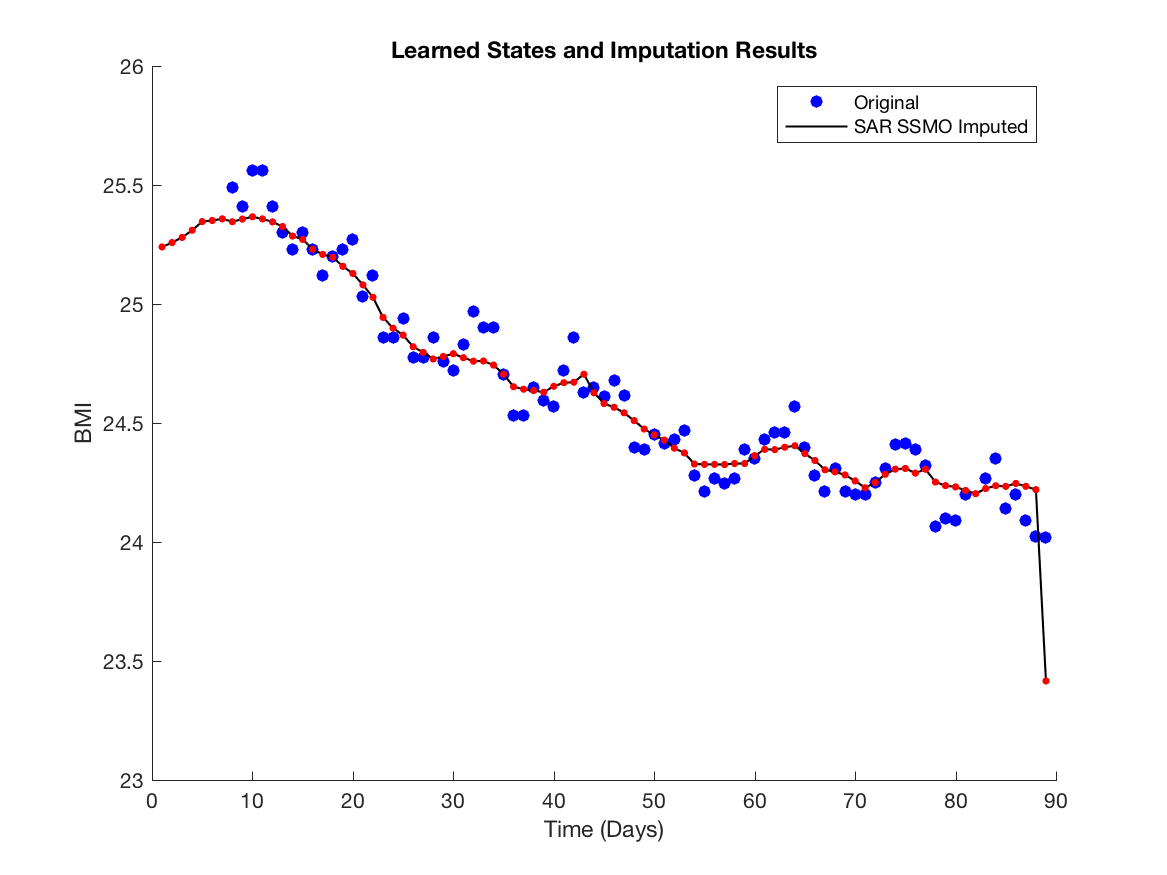 Learned States and Imputation Results
26
25.5
25
24.5
24
23.5
23
BMI
Original
SAR SSMO Imputed
0 10 20 30 40 50 60 70 80 90
Time (Days)